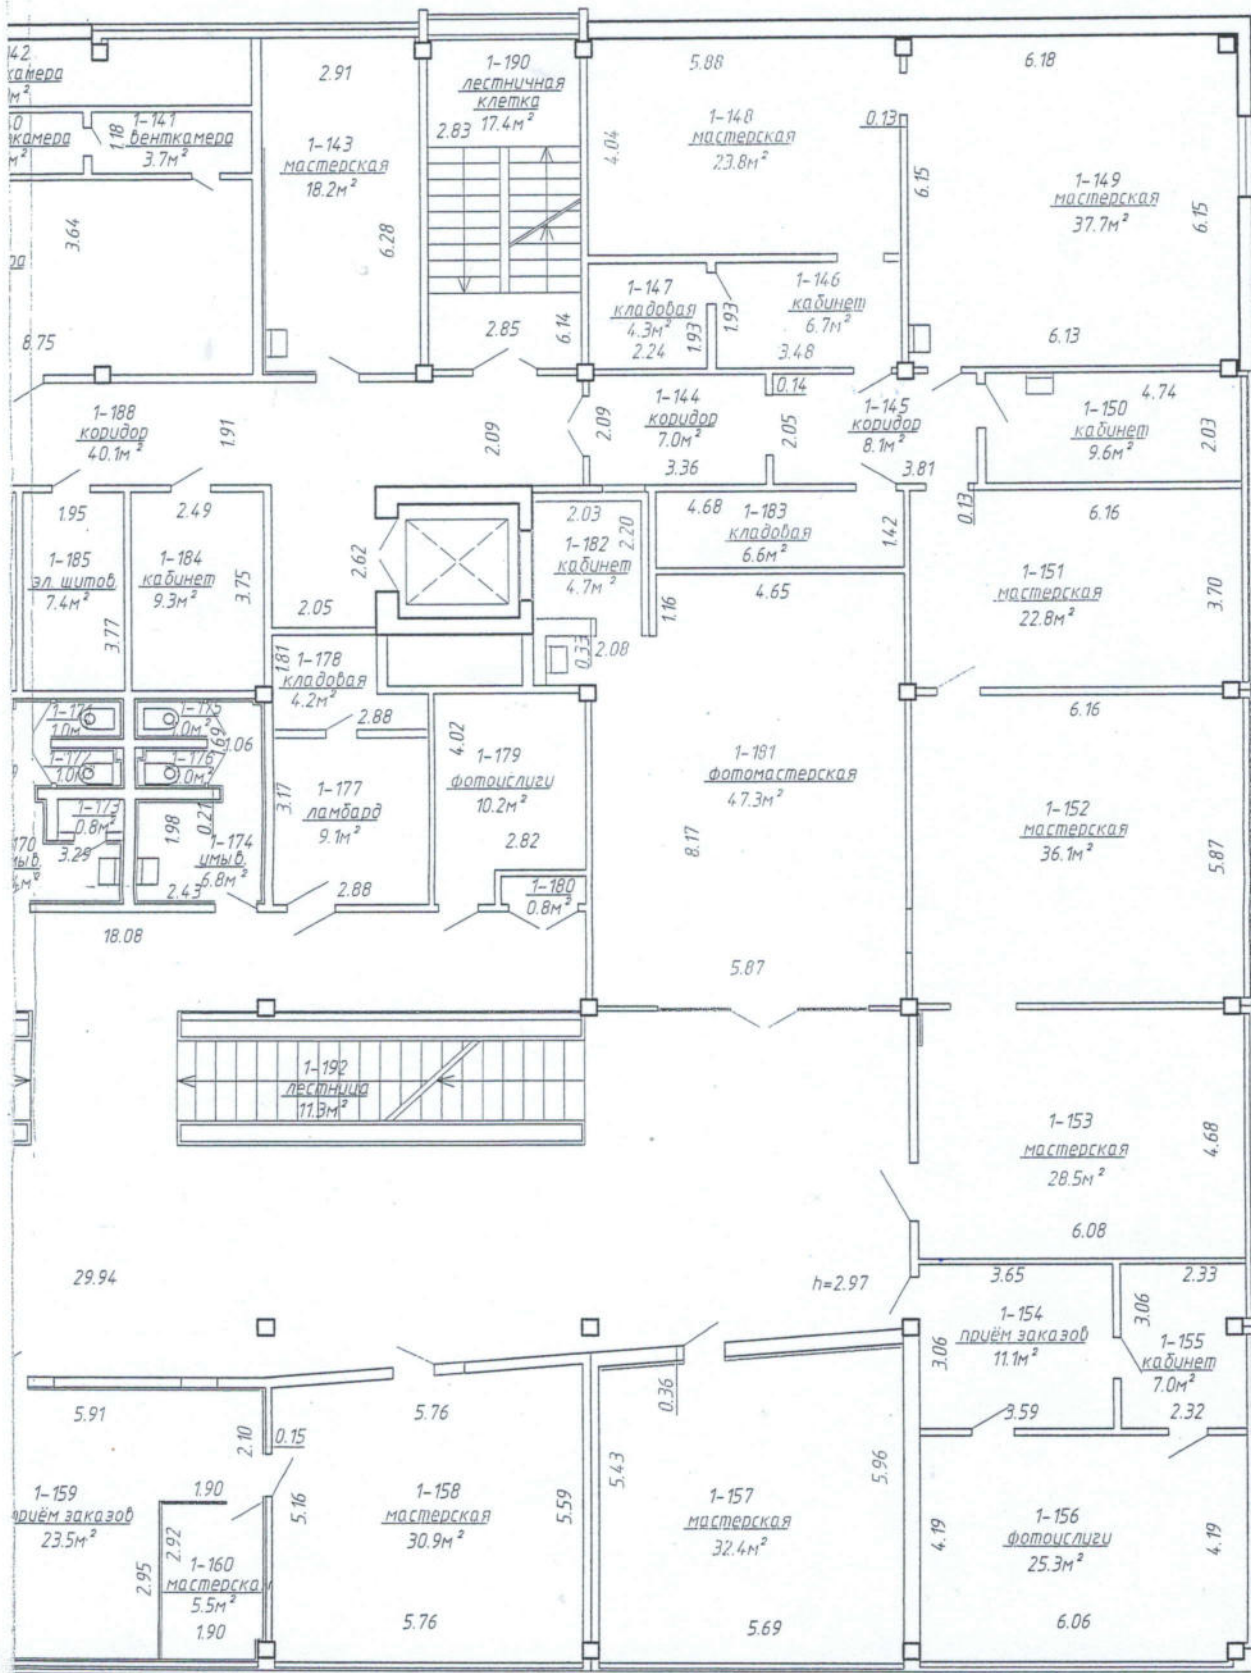 142
камера
2.91
1-190
лестничная
клетка
17.4м²
2.83
5.88
6.18
1-141
венткамера
3.7м²
1.18
1-143
мастерская
18.2м²
4.04
1-148
мастерская
23.8м²
0.13
6.15
1-149
мастерская
37.7м²
6.15
3.64
6.28
1-147
кладовая
4.3м²
2.24
1.93
1.93
1-146
кабинет
6.7м²
3.48
8.75
2.85
6.14
6.13
1-188
коридор
40.1м²
1.91
2.09
2.09
1-144
коридор
7.0м²
3.36
0.14
2.05
1-145
коридор
8.1м²
3.81
1-150
кабинет
9.6м²
4.74
2.03
1.95
1-185
эл. щитов.
7.4м²
3.77
2.49
1-184
кабинет
9.3м²
3.75
2.62
2.05
2.03
1-182
кабинет
4.7м²
2.20
4.68
1-183
кладовая
6.6м²
1.42
0.13
6.16
1-151
мастерская
22.8м²
3.70
1.16
4.65
0.33
2.08
1.81
1-178
кладовая
4.2м²
2.88
6.16
1.0м
1-175
1.0м²
1.69
1.06
1-172
1.0м²
1-176
1.0м²
1-173
0.8м²
3.29
1.98
0.21
1-174
умыв.
6.8м²
2.43
3.17
1-177
ламбард
9.1м²
2.88
4.02
1-179
фотоуслуги
10.2м²
2.82
1-180
0.8м²
1-181
фотомастерская
47.3м²
8.17
5.87
1-152
мастерская
36.1м²
5.87
18.08
1-192
лестница
11.3м²
1-153
мастерская
28.5м²
4.68
6.08
29.94
h=2.97
3.65
1-154
приём заказов
11.1м²
3.06
3.59
2.33
3.06
1-155
кабинет
7.0м²
2.32
5.91
2.10
0.15
5.76
0.36
1-159
приём заказов
23.5м²
1.90
2.92
2.95
1-160
мастерска
5.5м²
1.90
5.16
1-158
мастерская
30.9м²
5.59
5.76
5.43
1-157
мастерская
32.4м²
5.96
5.69
4.19
1-156
фотоуслуги
25.3м²
4.19
6.06